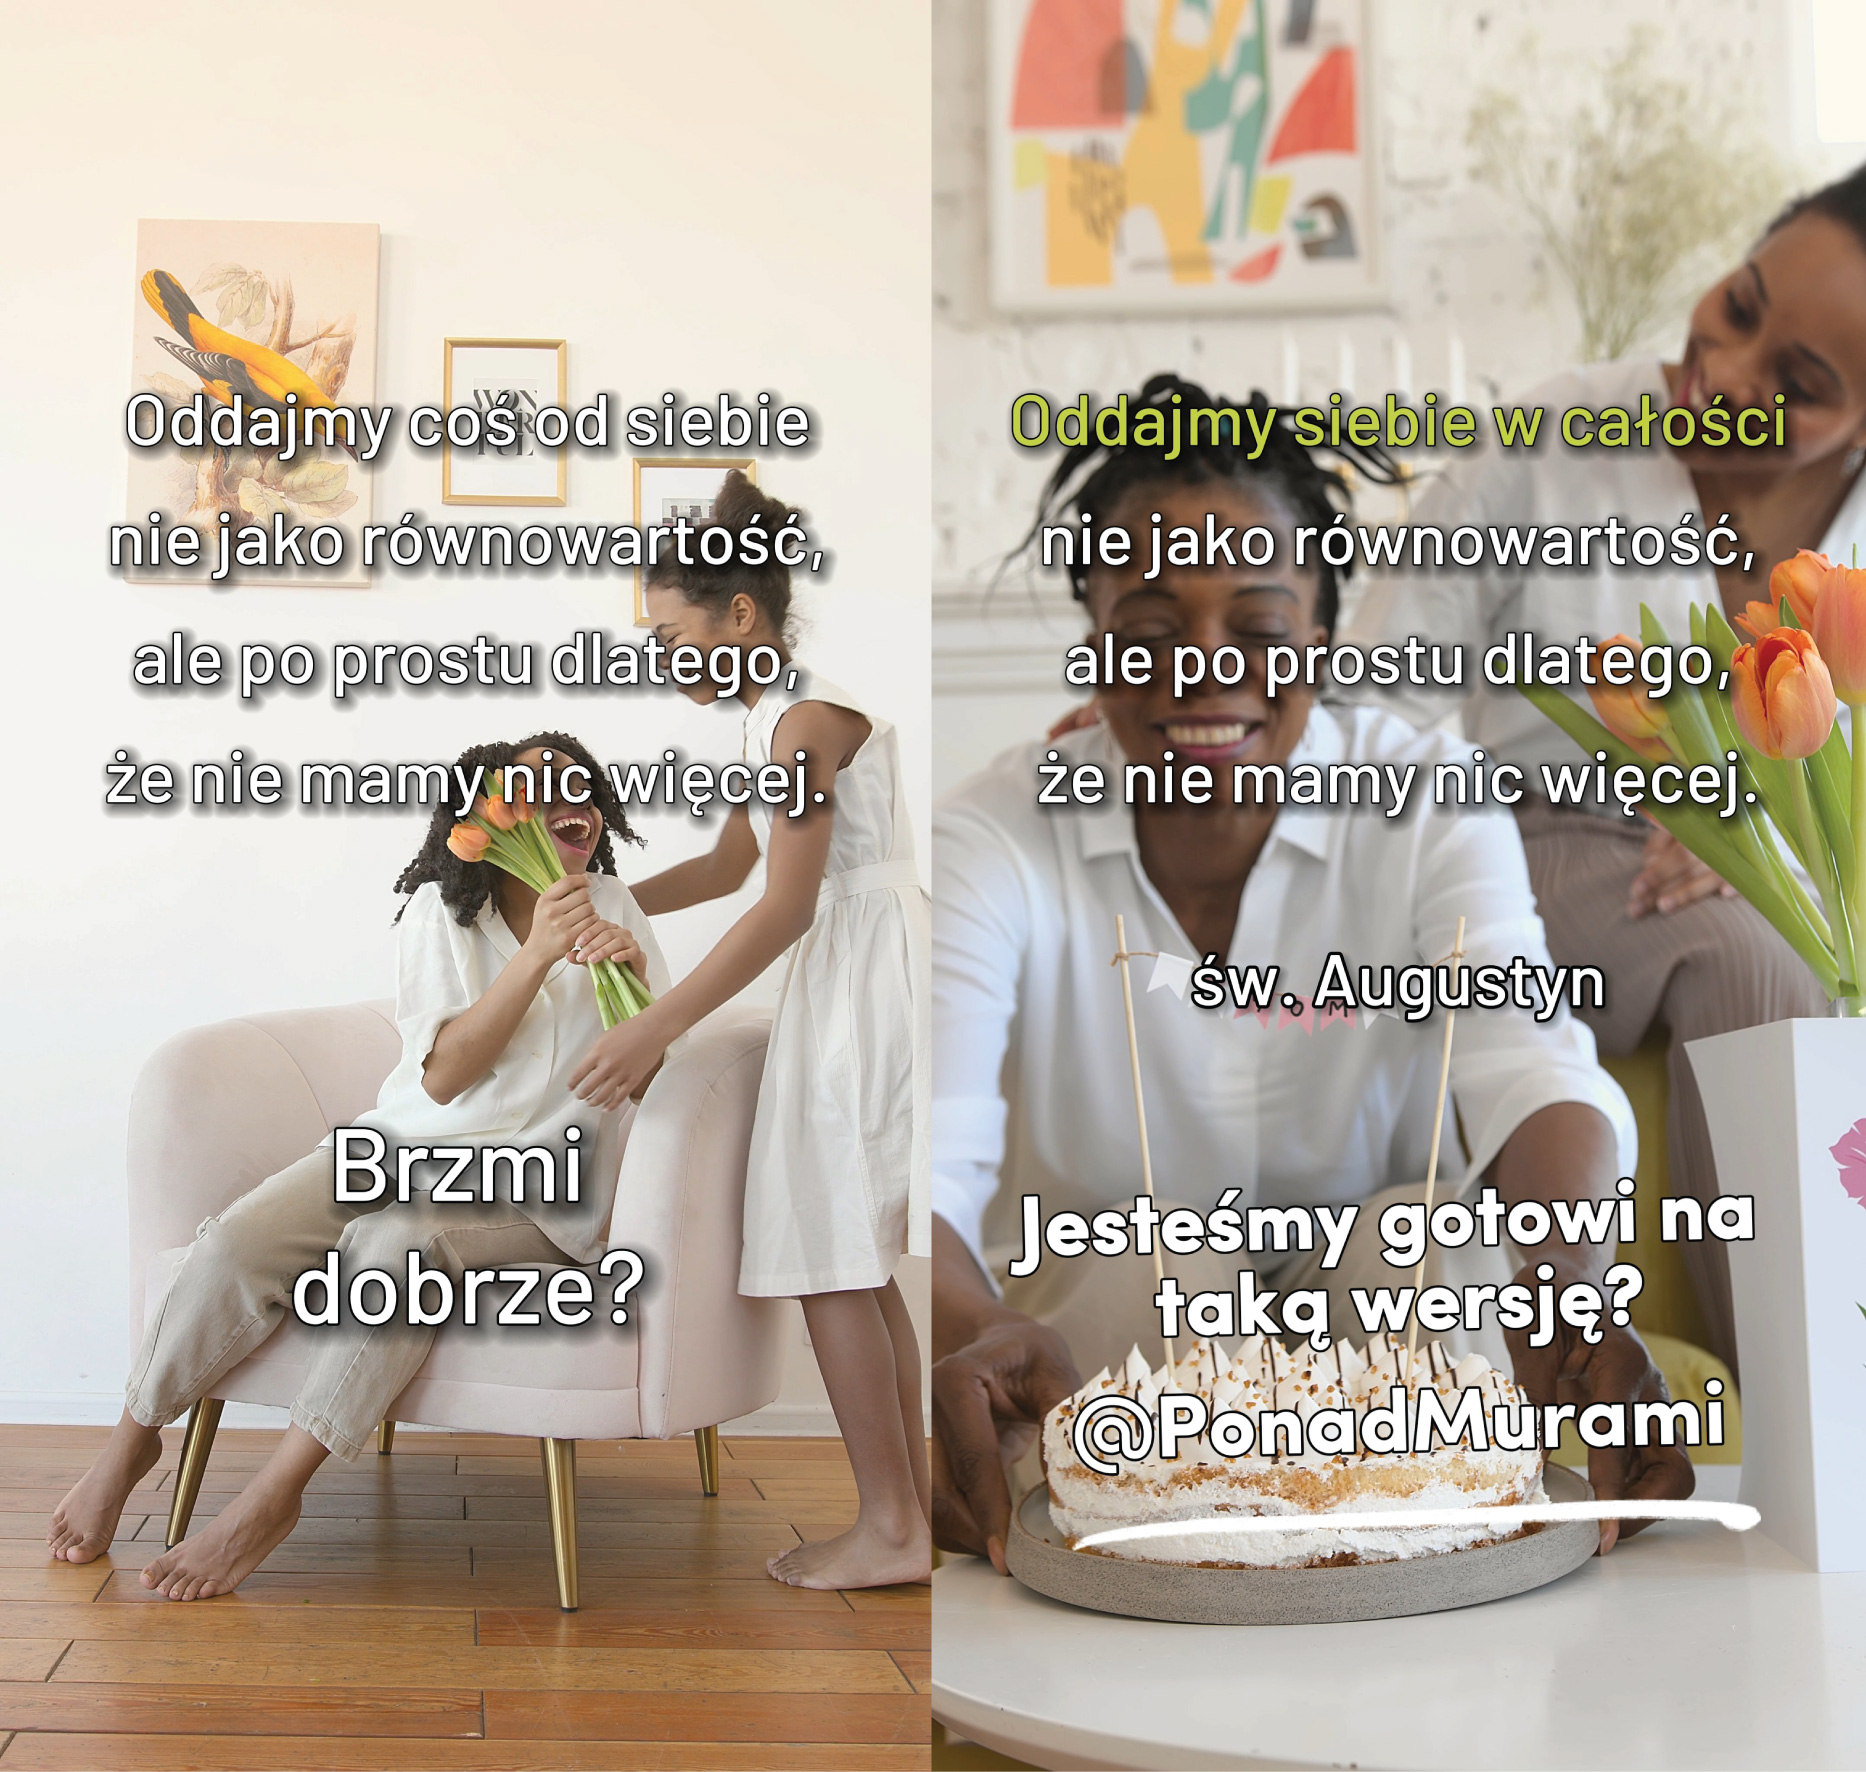 Oddajmy coś od siebie
nie jako równowartość,
ale po prostu dlatego,
że nie mamy nic więcej.
Brzmi
dobrze?
Oddajmy siebie w całości
nie jako równowartość,
ale po prostu dlatego,
że nie mamy nic więcej.
św. Augustyn
Jesteśmy gotowi na
taką wersję?
@PonadMurami